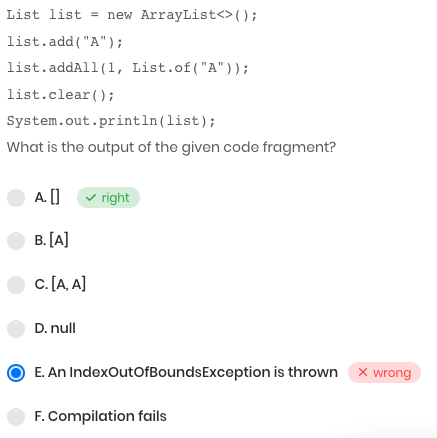 List list = new ArrayList<>();
list.add("A");
list.addAll(1, List.of("A"));
list.clear();
System.out.println(list);
What is the output of the given code fragment?
A. [] right
B. [A]
C. [A, A]
D. null
E. An IndexOutOfBoundsException is thrown wrong
F. Compilation fails